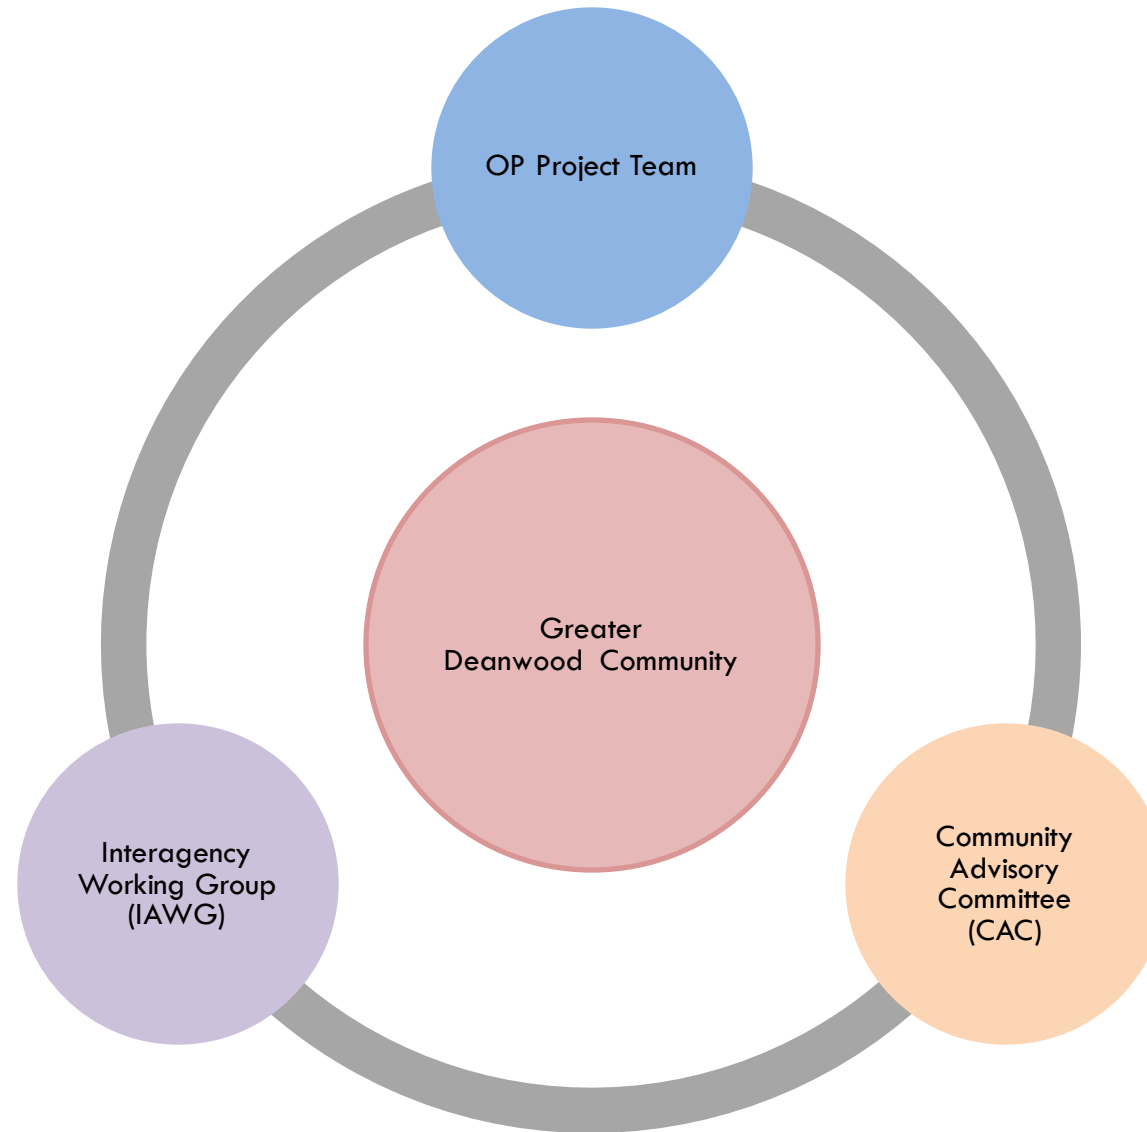 OP Project Team
Greater
Deanwood Community
Interagency
Working Group
(IAWG)
Community
Advisory
Committee
(CAC)